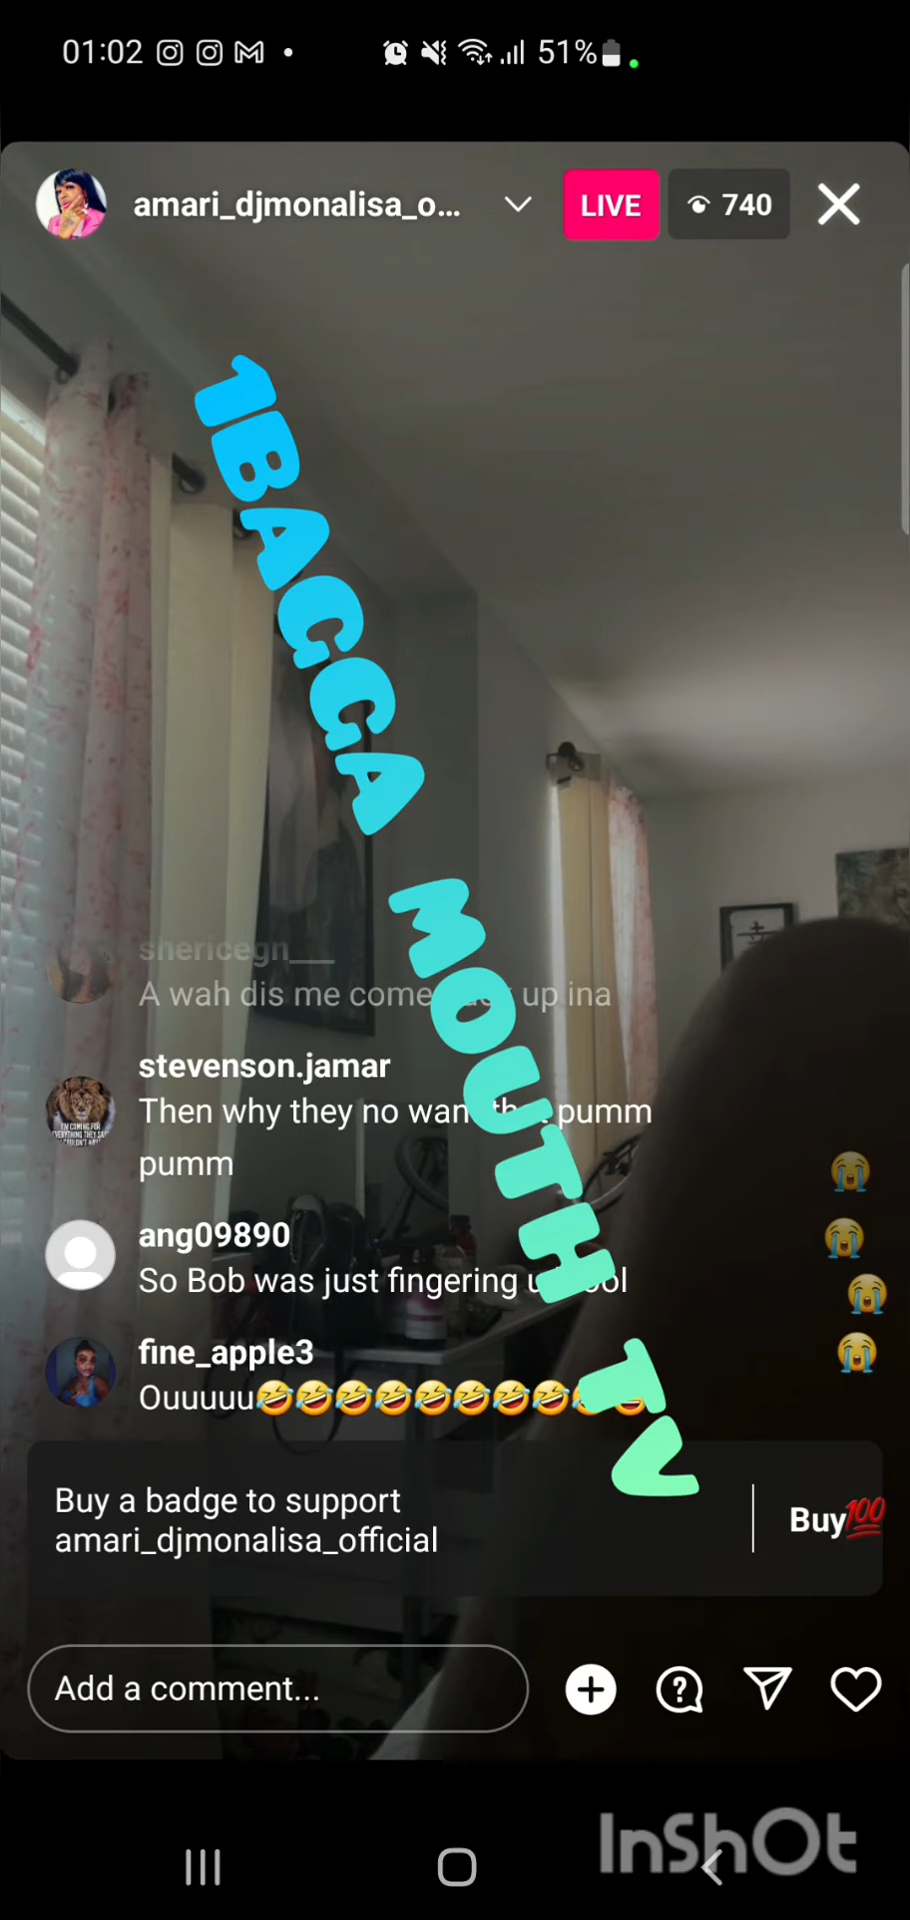 01:02 51%
amari_djmonalisa_o... LIVE 740
1BAGGA MOUTH TV
shericegn___
A wah dis me come up ina
stevenson.jamar
Then why they no wan pumm
pumm
ang09890
So Bob was just fingering
fine_apple3
Ouuuuu🤣🤣🤣🤣🤣🤣🤣🤣🤣🤣
Buy a badge to support
amari_djmonalisa_official
Buy💯
Add a comment...
InShOt